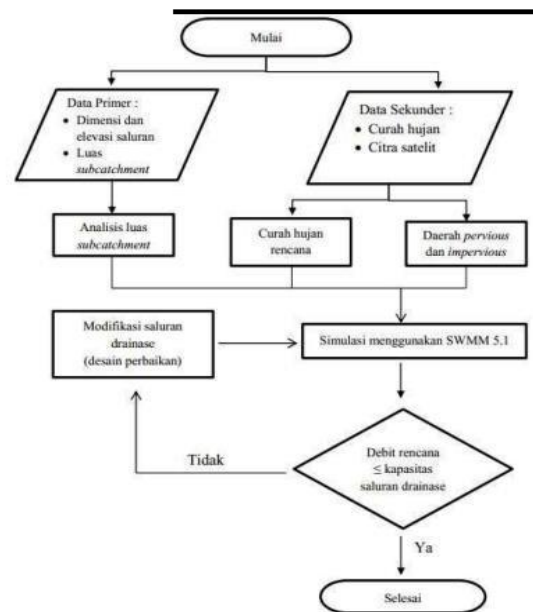 Mulai
Data Primer :
• Dimensi dan
elevasi saluran
• Luas
subcatchment
Data Sekunder :
• Curah hujan
• Citra satelit
Analisis luas
subcatchment
Curah hujan
rencana
Daerah pervious
dan impervious
Modifikasi saluran
drainase
(desain perbaikan)
Simulasi menggunakan SWMM 5.1
Debit rencana
≤ kapasitas
saluran drainase
Tidak
Ya
Selesai